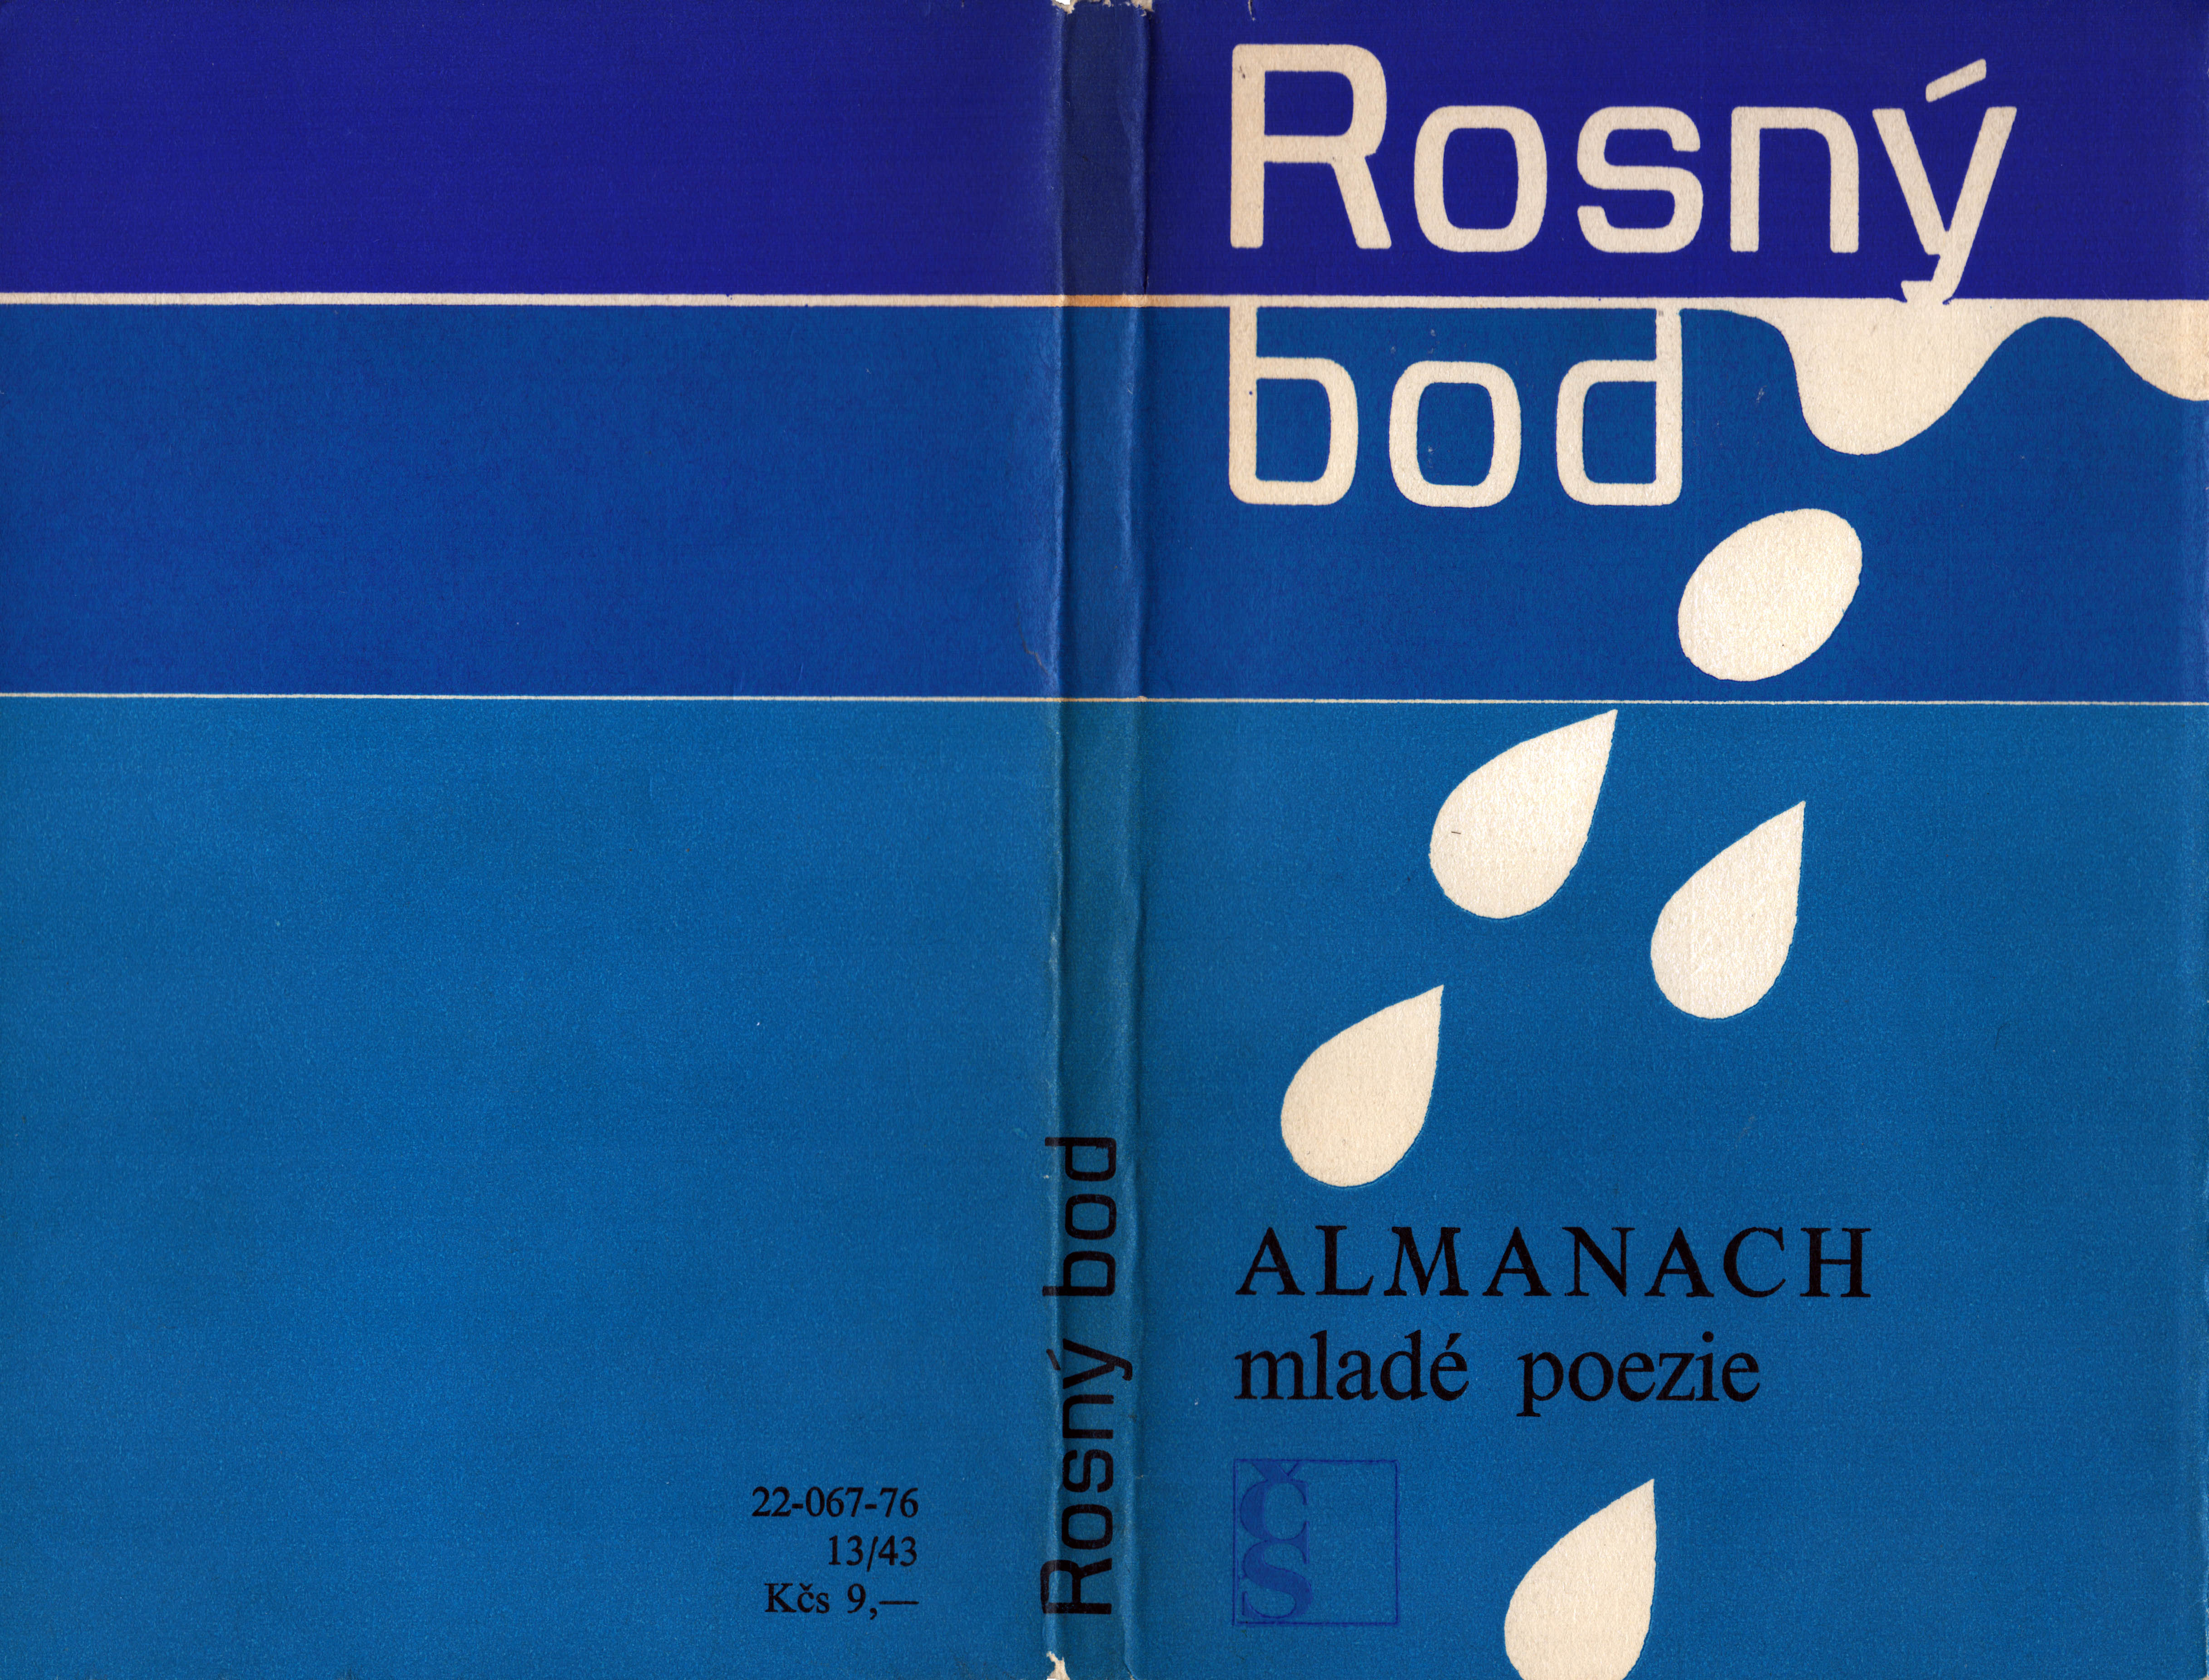 22-067-76
13/43
Kčs 9,—
Rosný bod
Rosný
bod
ALMANACH
mladé poezie
ČS